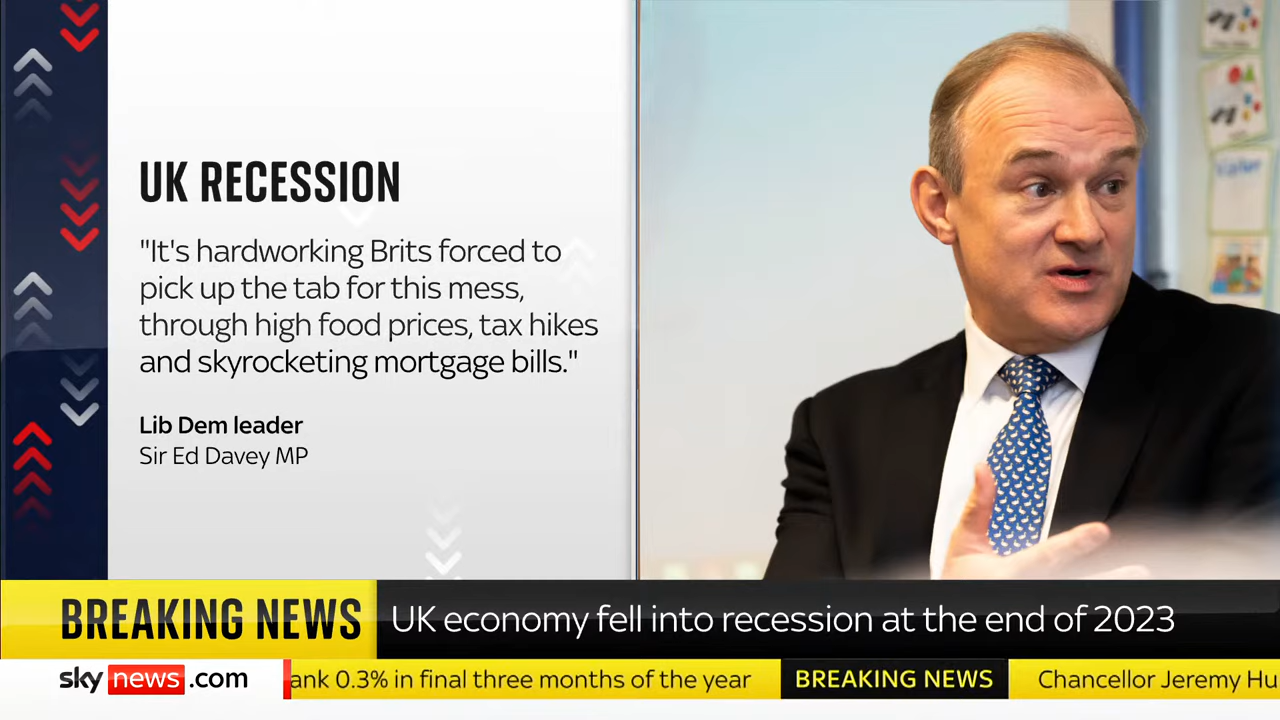 UK RECESSION
"It's hardworking Brits forced to
pick up the tab for this mess,
through high food prices, tax hikes
and skyrocketing mortgage bills."
Lib Dem leader
Sir Ed Davey MP
BREAKING NEWS
UK economy fell into recession at the end of 2023
sky news.com
ank 0.3% in final three months of the year
BREAKING NEWS
Chancellor Jeremy Hu